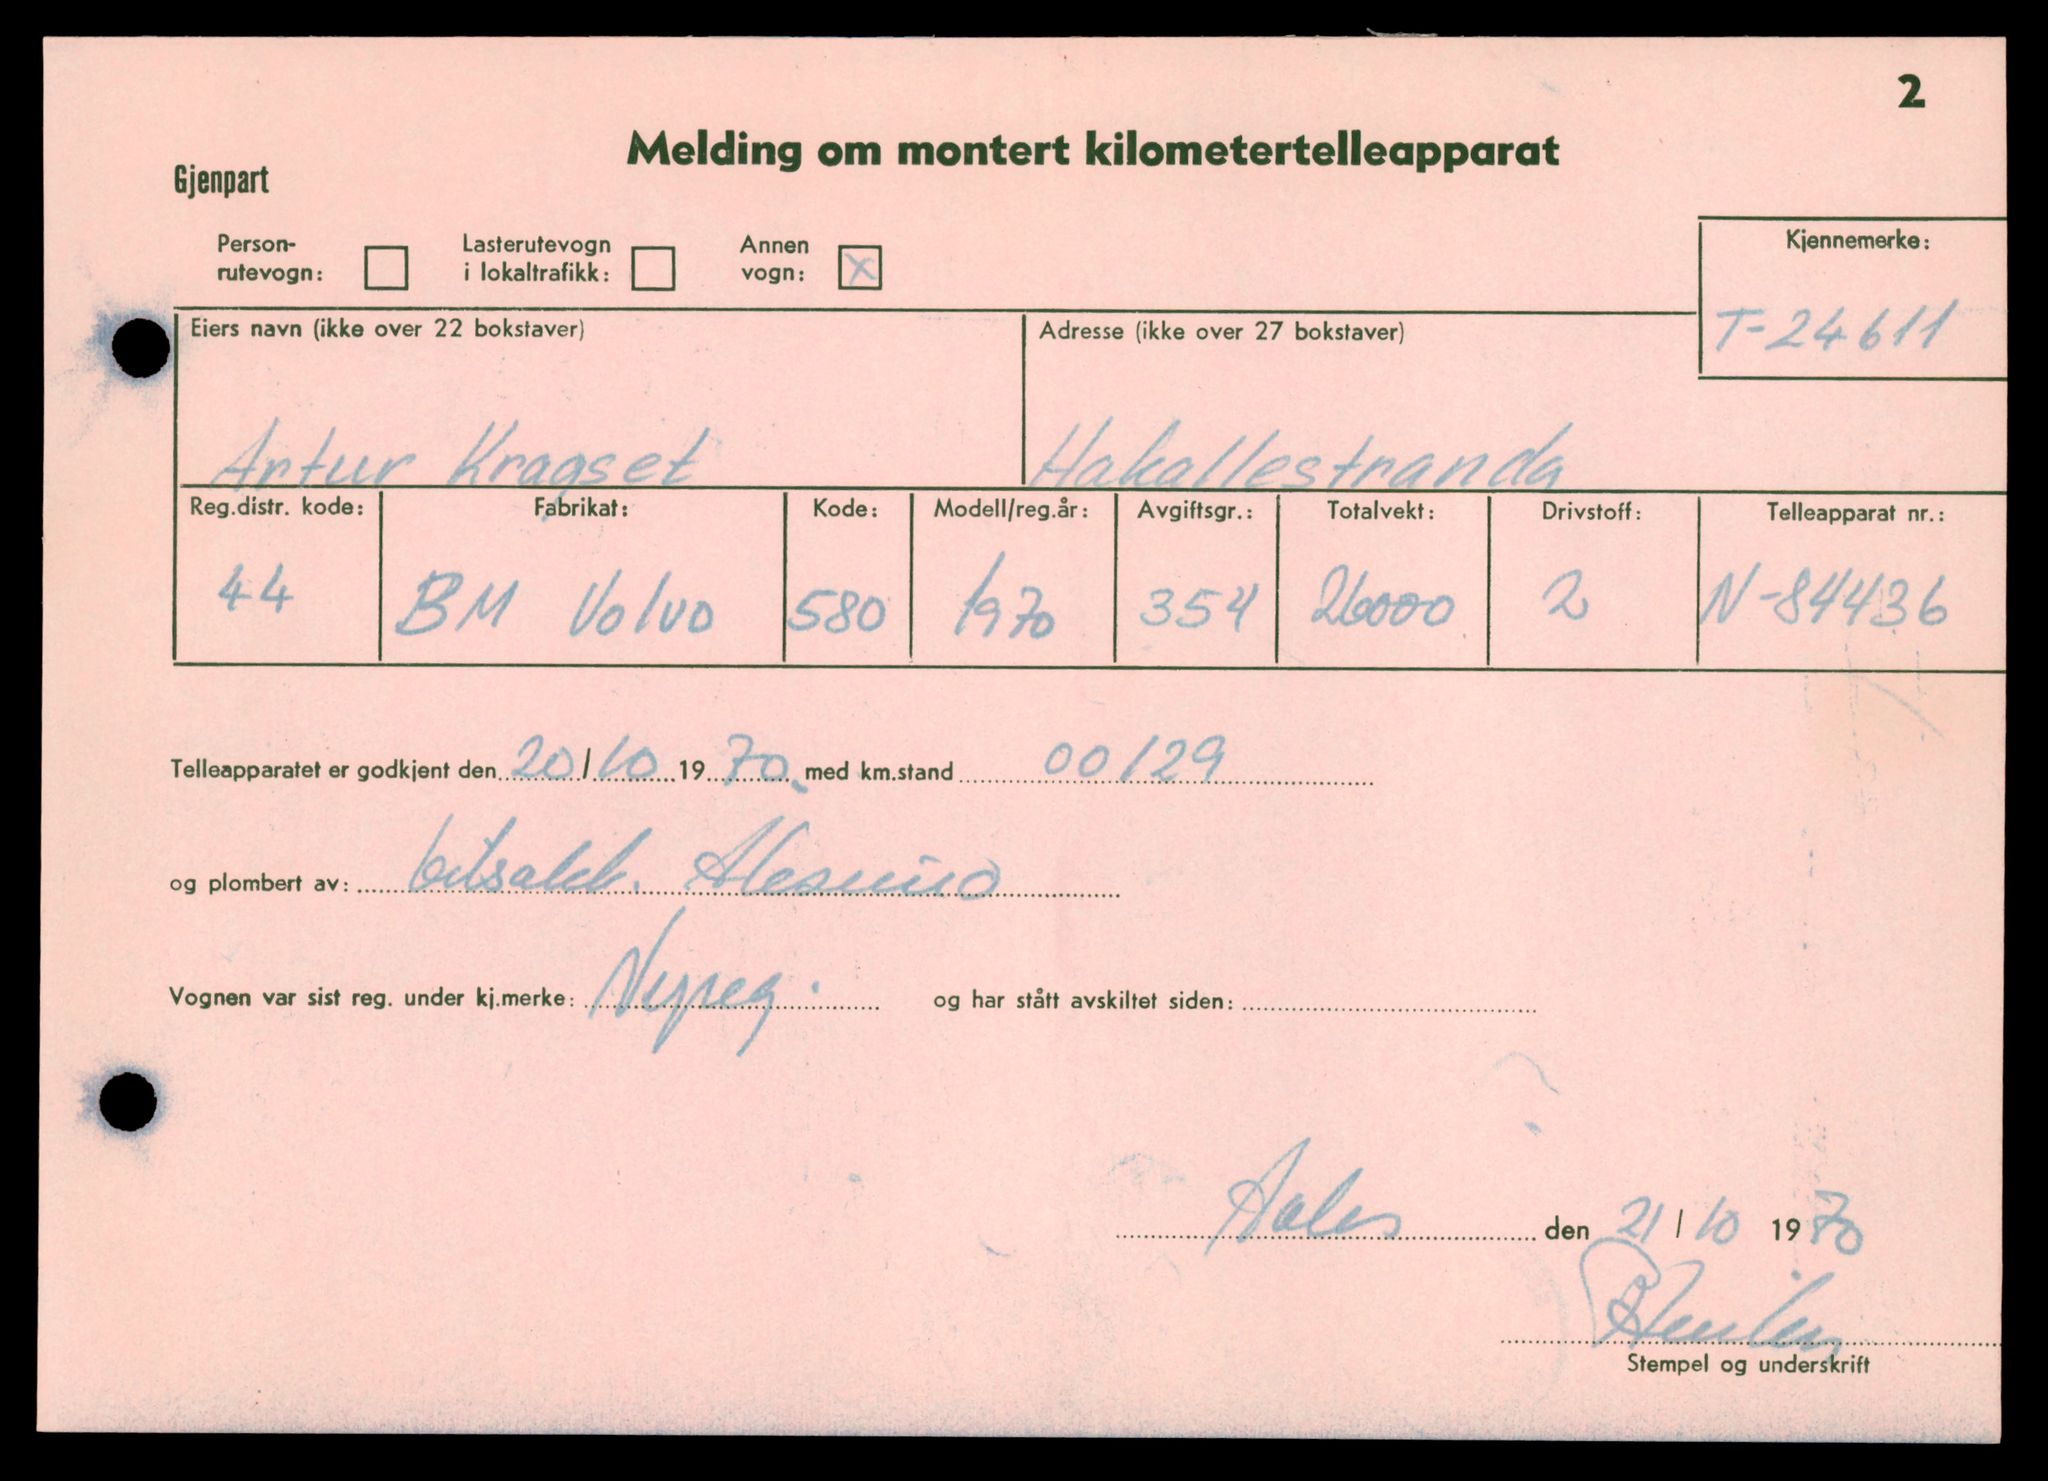 2
Melding om montert kilometertelleapparat
Gjenpart
Person-
rutevogn:
Lasterutevogn
i lokaltrafikk:
Annen
vogn: X
Kjennemerke:
T-24611
Eiers navn (ikke over 22 bokstaver)
Adresse (ikke over 27 bokstaver)
Artur Kragset
Hakallestranda
Reg.distr. kode: Fabrikat: Kode: Modell/reg.år: Avgiftsgr.: Totalvekt: Drivstoff: Telleapparat nr.:
44 BM Volvo 580 1970 354 26000 2 N-84436
Telleapparatet er godkjent den 20/10 1970 med km.stand 00129
og plombert av: bilsakk. Ålesund
Vognen var sist reg. under kj.merke: Nyreg. og har stått avskiltet siden:
Aales den 21/10 1970
Stempel og underskrift